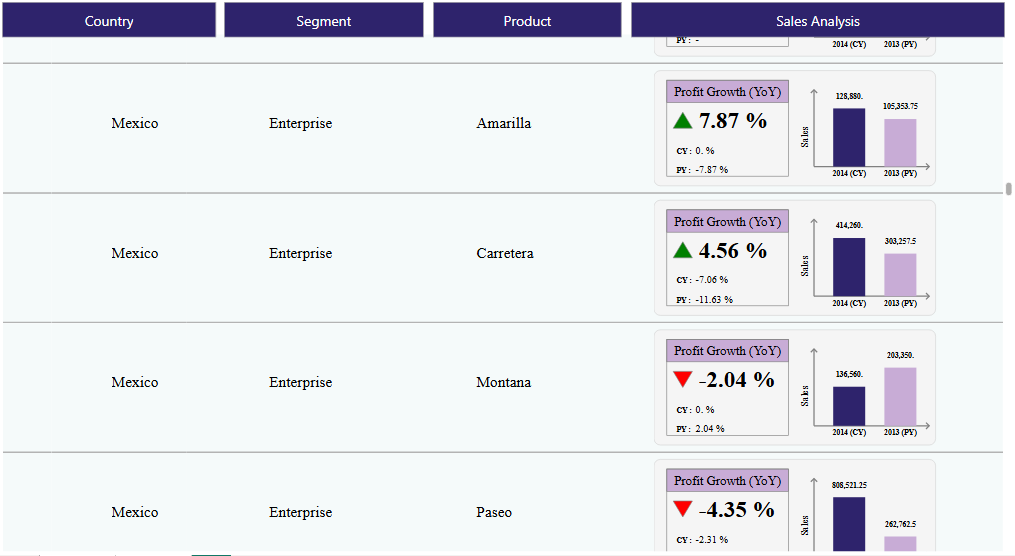 Country Segment Product Sales Analysis
PY : -
2014 (CY) 2013 (PY)
Mexico Enterprise Amarilla
Profit Growth (YoY)
7.87 %
CY : 0. %
PY : -7.87 %
Sales
128,880.
105,353.75
2014 (CY) 2013 (PY)
Mexico Enterprise Carretera
Profit Growth (YoY)
4.56 %
CY : -7.06 %
PY : -11.63 %
Sales
414,260.
303,257.5
2014 (CY) 2013 (PY)
Mexico Enterprise Montana
Profit Growth (YoY)
-2.04 %
CY : 0. %
PY : 2.04 %
Sales
136,560.
203,350.
2014 (CY) 2013 (PY)
Mexico Enterprise Paseo
Profit Growth (YoY)
-4.35 %
CY : -2.31 %
Sales
808,521.25
262,762.5